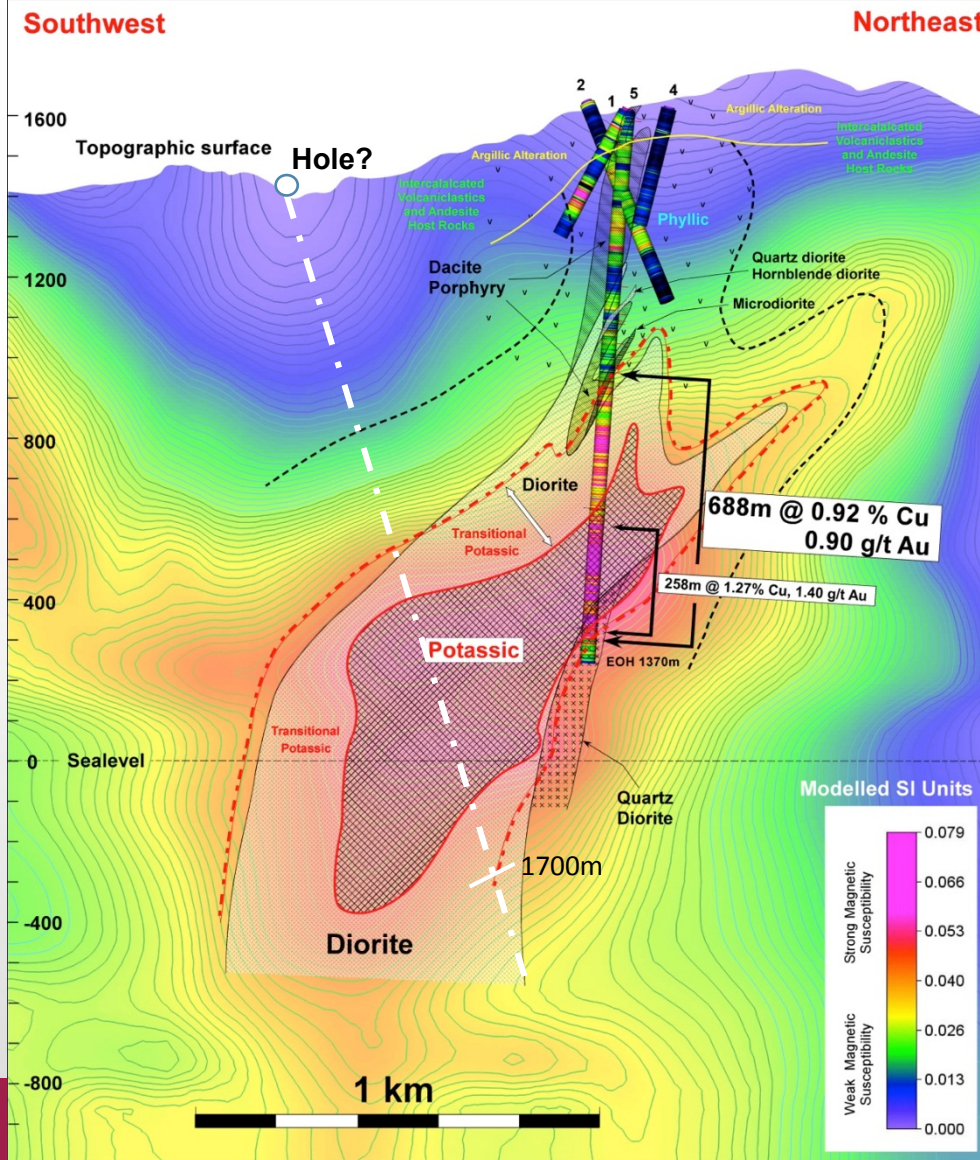 Southwest
Northeast
2
1
5
4
1600
Argillic Alteration
Topographic surface
Hole?
Argillic Alteration
Intercalcated
Volcaniclastics
and Andesite
Host Rocks
Intercalalcated
Volcaniclastics
and Andesite
Host Rocks
Phyllic
1200
Dacite
Porphyry
Quartz diorite
Hornblende diorite
Microdiorite
800
Diorite
Transitional
Potassic
688m @ 0.92 % Cu
0.90 g/t Au
258m @ 1.27% Cu, 1.40 g/t Au
400
Potassic
EOH 1370m
Transitional
Potassic
0
Sealevel
Quartz
Diorite
Modelled SI Units
0.079
0.066
0.053
0.040
0.026
0.013
0.000
Strong Magnetic
Susceptibility
Weak Magnetic
Susceptibility
1700m
-400
Diorite
-800
1 km